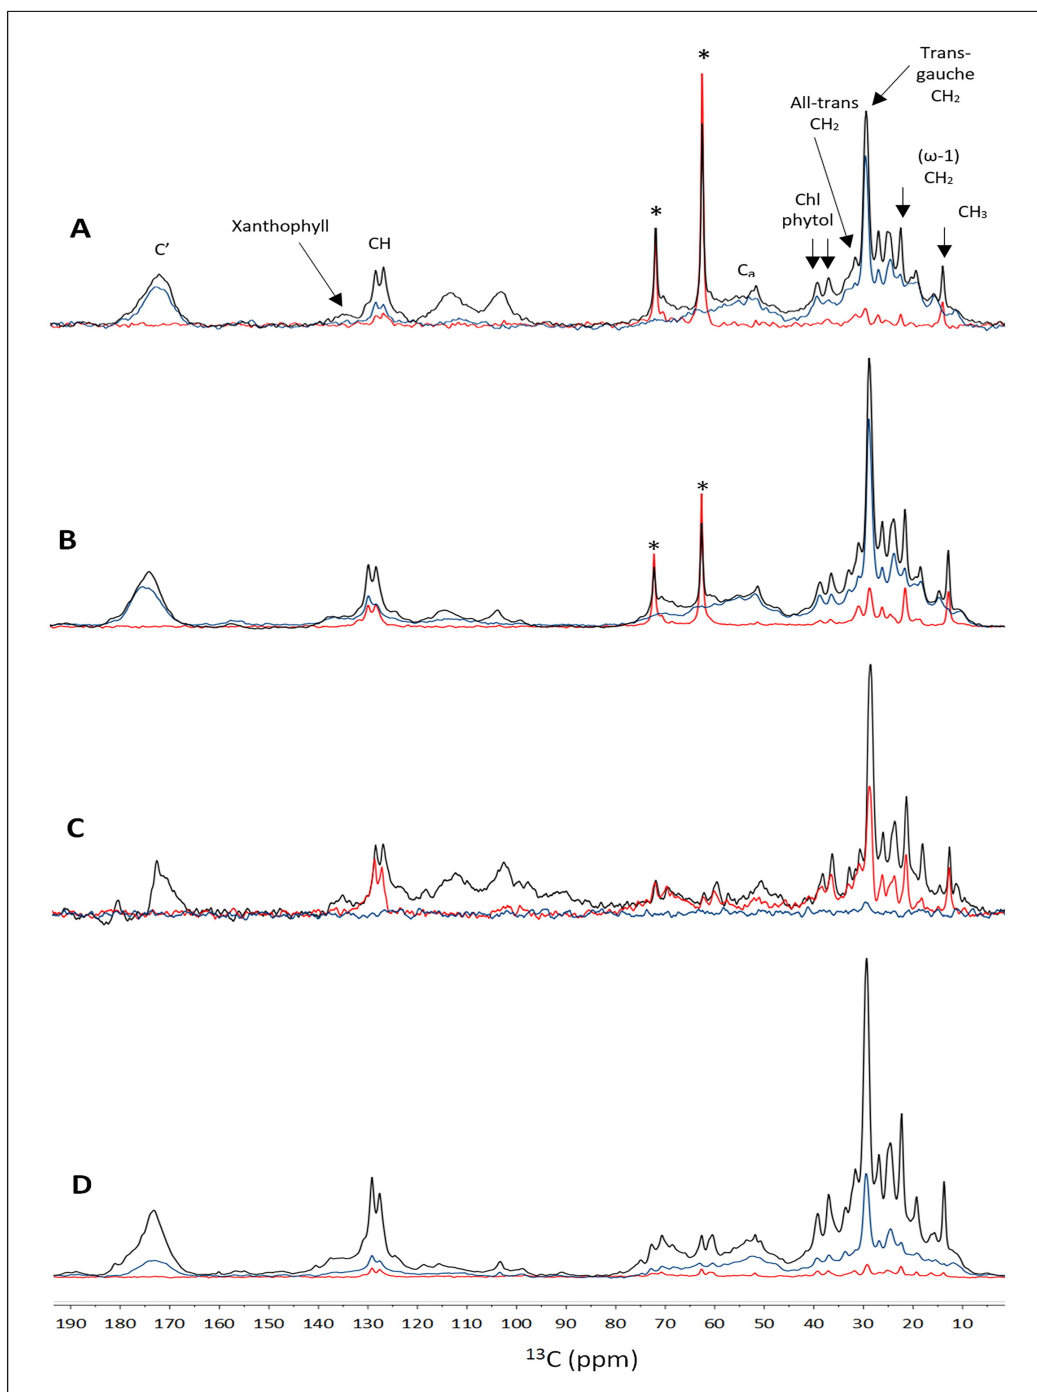 Trans-
gauche
CH₂
*
All-trans
CH₂
(ω-1)
CH₂
Chl
phytol
CH₃
*
A
Xanthophyll
CH
C’
Cₐ
B
*
*
C
D
190 180 170 160 150 140 130 120 110 100 90 80 70 60 50 40 30 20 10
¹³C (ppm)